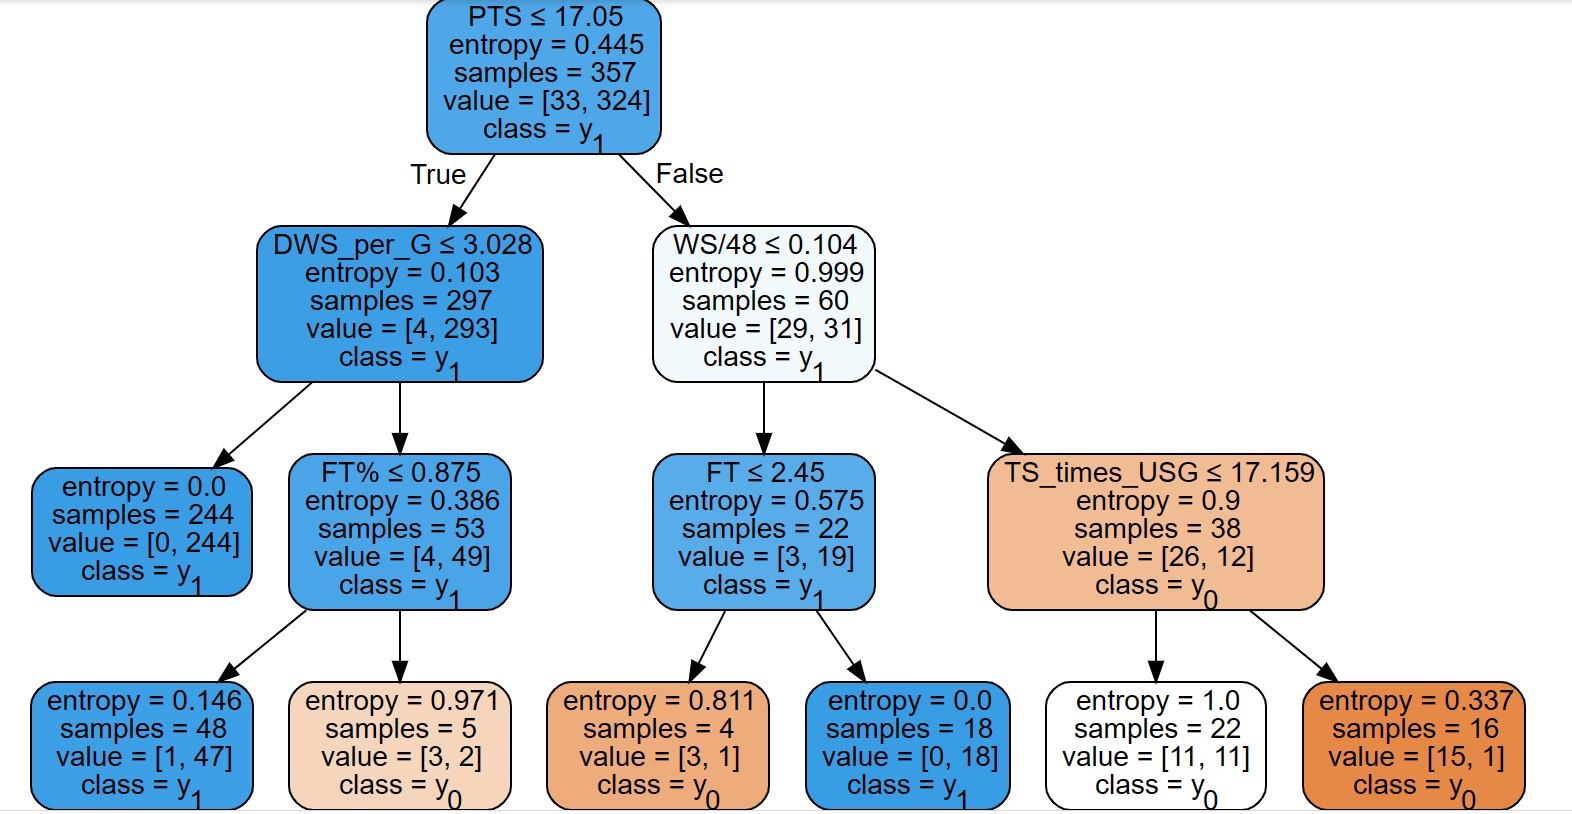 PTS ≤ 17.05
entropy = 0.445
samples = 357
value = [33, 324]
class = y1
True
False
DWS_per_G ≤ 3.028
entropy = 0.103
samples = 297
value = [4, 293]
class = y1
WS/48 ≤ 0.104
entropy = 0.999
samples = 60
value = [29, 31]
class = y1
entropy = 0.0
samples = 244
value = [0, 244]
class = y1
FT% ≤ 0.875
entropy = 0.386
samples = 53
value = [4, 49]
class = y1
FT ≤ 2.45
entropy = 0.575
samples = 22
value = [3, 19]
class = y1
TS_times_USG ≤ 17.159
entropy = 0.9
samples = 38
value = [26, 12]
class = y0
entropy = 0.146
samples = 48
value = [1, 47]
class = y1
entropy = 0.971
samples = 5
value = [3, 2]
class = y0
entropy = 0.811
samples = 4
value = [3, 1]
class = y0
entropy = 0.0
samples = 18
value = [0, 18]
class = y1
entropy = 1.0
samples = 22
value = [11, 11]
class = y0
entropy = 0.337
samples = 16
value = [15, 1]
class = y0